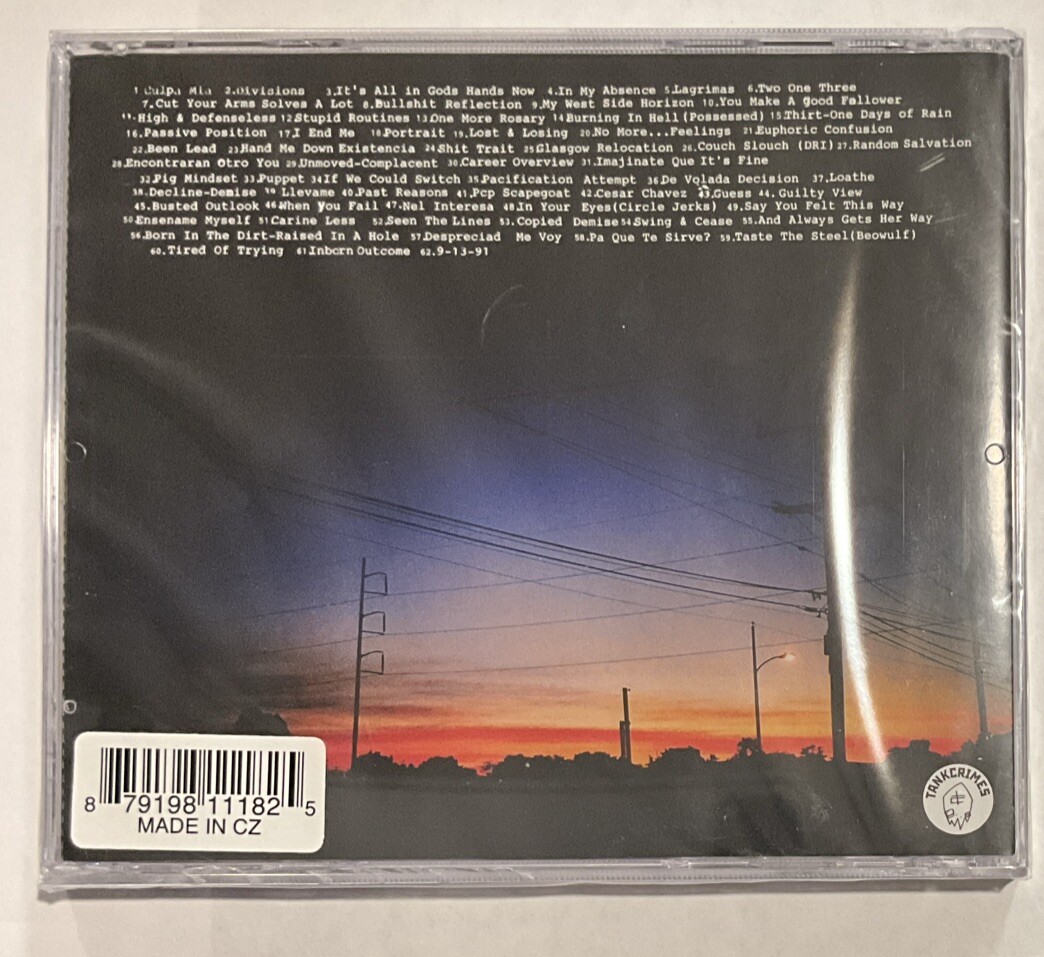 1 Culpa Mia 2.Divisions 3.It's All in Gods Hands Now 4.In My Absence 5.Lagrimas 6.Two One Three
7.Cut Your Arms Solves A Lot 8.Bullshit Reflection 9.My West Side Horizon 10.You Make A good Follower
11.High & Defenseless 12 Stupid Routines 13.One More Rosary 14 Burning In Hell (Possessed) 15.Thirt-One Days of Rain
16.Passive Position 17.I End Me 18.Portrait 19.Lost & Losing 20.No More...Feelings 21.Euphoric Confusion
22.Been Lead 23.Hand Me Down Existencia 24 Shit Trait 25 Glasgow Relocation 26.Couch Slouch (DRI) 27.Random Salvation
28.Encontraran Otro You 29.Unmoved-Complacent 30.Career Overview 31.Imajinate Que It's Fine
32.Pig Mindset 33.Puppet 34 If We Could Switch 35.Pacification Attempt 36.De Volada Decision 37.Loathe
38.Decline-Demise 39 Llevame 40.Past Reasons 41.Pcp Scapegoat 42.Cesar Chavez 43.Guess 44. Guilty View
45.Busted Outlook 46.When you Fail 47.Nel Interesa 48.In Your Eyes(Circle Jerks) 49.Say You Felt This Way
50 Ensename Myself 51 Carine Less 52.Seen The Lines 53.Copied Demise 54 Swing & Cease 55.And Always Gets Her Way
56.Born In The Dirt-Raised In A Hole 57.Despreciad Me Voy 58.Pa Que Te Sirve? 59.Taste The Steel(Beowulf)
60.Tired Of Trying 61 Inborn Outcome 62.9-13-91
8 79198 11182 5
MADE IN CZ
TANKCRIMES